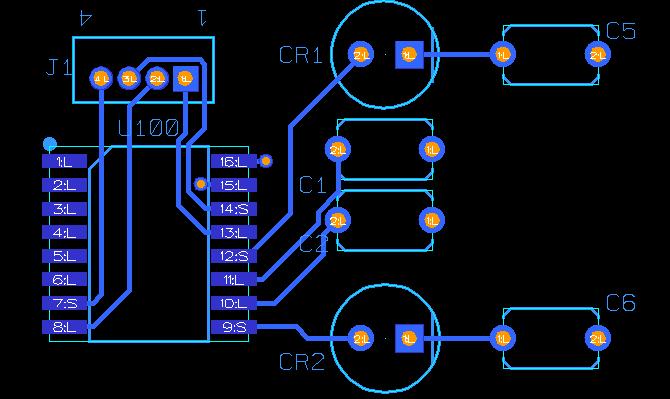 4 1
CR1
C5
J1
4:L 3:L 2:L 1:L
2:L 1:L 1:L 2:L
U100
1:L 16:L
2:L 15:L
3:L 14:S
4:L 13:L
5:L 12:S
6:L 11:L
7:S 10:L
8:L 9:S
2:L 1:L
C1
2:L 1:L
C2
C6
2:L 1:L 1:L 2:L
CR2